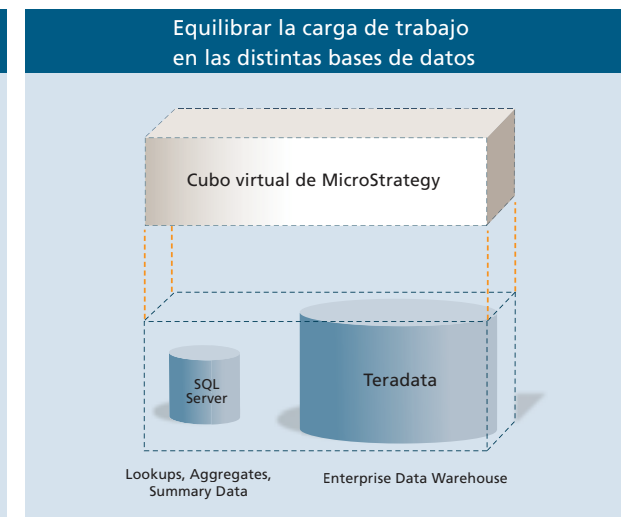 Equilibrar la carga de trabajo
en las distintas bases de datos
Cubo virtual de MicroStrategy
SQL
Server
Teradata
Lookups, Aggregates,
Summary Data
Enterprise Data Warehouse